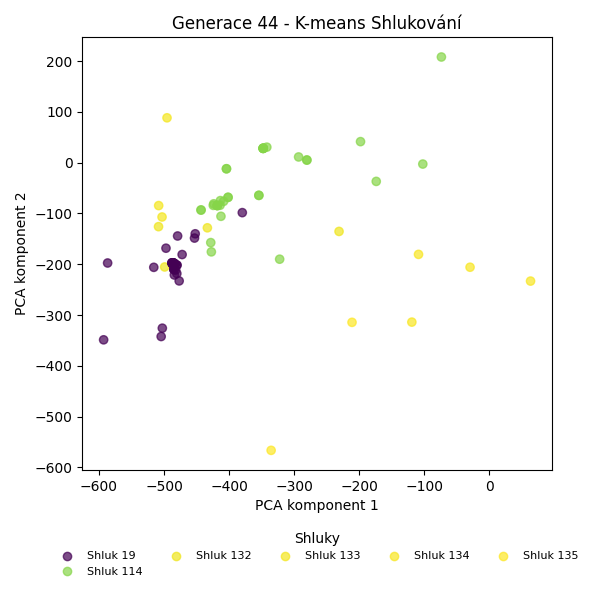 Generace 44 - K-means Shlukování
200
100
0
−100
−200
−300
−400
−500
−600
PCA komponent 2
−600 −500 −400 −300 −200 −100 0
PCA komponent 1
Shluky
Shluk 19 Shluk 132 Shluk 133 Shluk 134 Shluk 135
Shluk 114